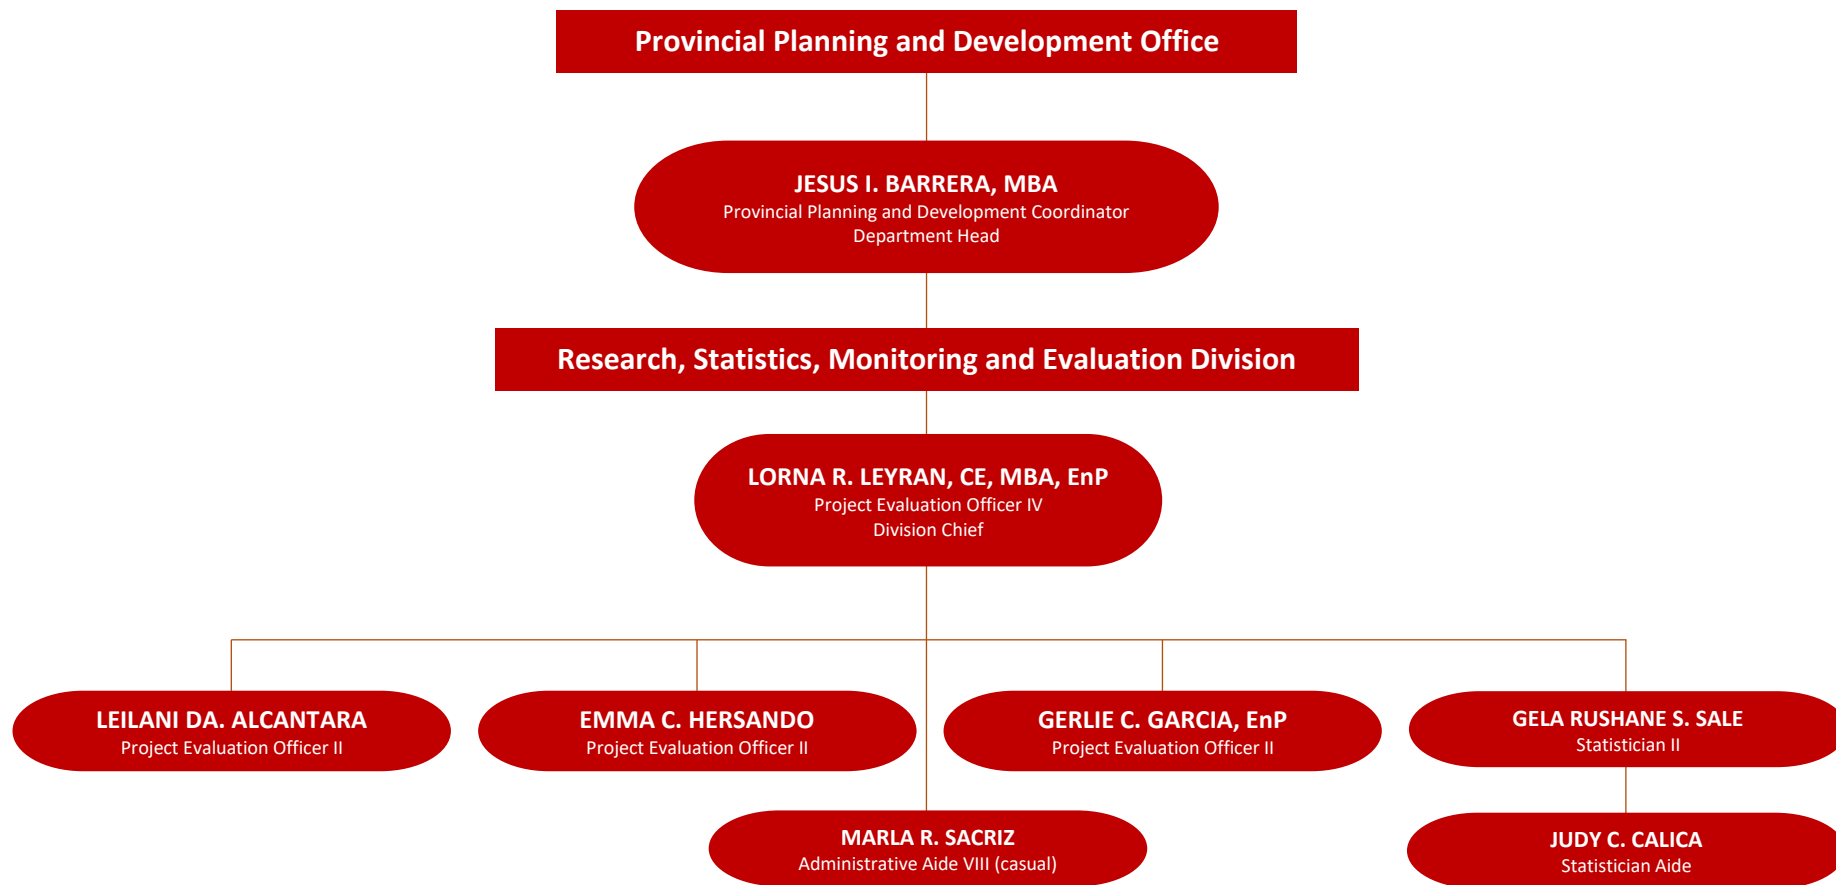 Provincial Planning and Development Office
JESUS I. BARRERA, MBA
Provincial Planning and Development Coordinator
Department Head
Research, Statistics, Monitoring and Evaluation Division
LORNA R. LEYRAN, CE, MBA, EnP
Project Evaluation Officer IV
Division Chief
LEILANI DA. ALCANTARA
Project Evaluation Officer II
EMMA C. HERSANDO
Project Evaluation Officer II
GERLIE C. GARCIA, EnP
Project Evaluation Officer II
GELA RUSHANE S. SALE
Statistician II
MARLA R. SACRIZ
Administrative Aide VIII (casual)
JUDY C. CALICA
Statistician Aide